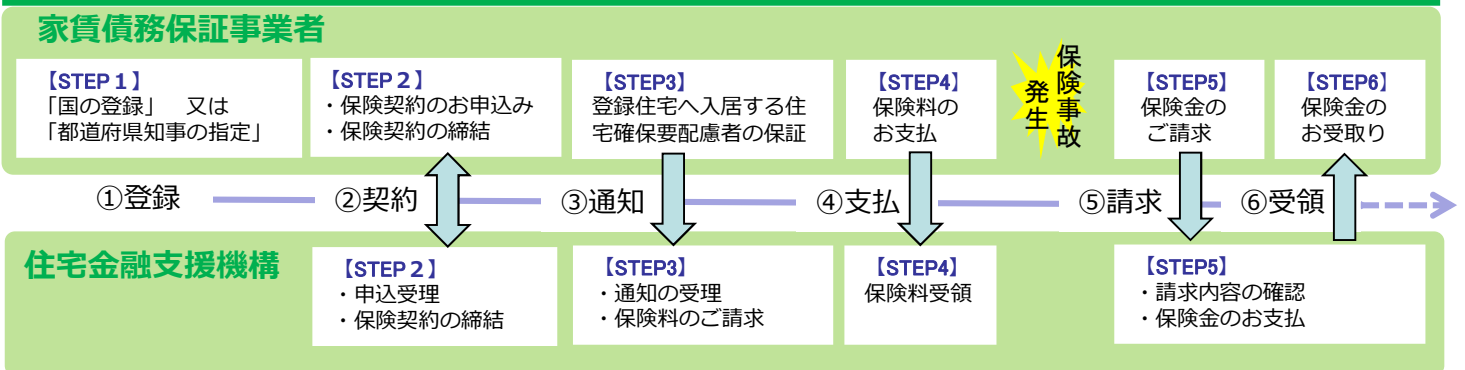 家賃債務保証事業者
【STEP 1】
「国の登録」 又は
「都道府県知事の指定」
【STEP 2】
・保険契約のお申込み
・保険契約の締結
【STEP3】
登録住宅へ入居する住
宅確保要配慮者の保証
【STEP4】
保険料の
お支払
保険事故
発生
【STEP5】
保険金の
ご請求
【STEP6】
保険金の
お受取り
①登録
②契約
③通知
④支払
⑤請求
⑥受領
住宅金融支援機構
【STEP 2】
・申込受理
・保険契約の締結
【STEP3】
・通知の受理
・保険料のご請求
【STEP4】
保険料受領
【STEP5】
・請求内容の確認
・保険金のお支払